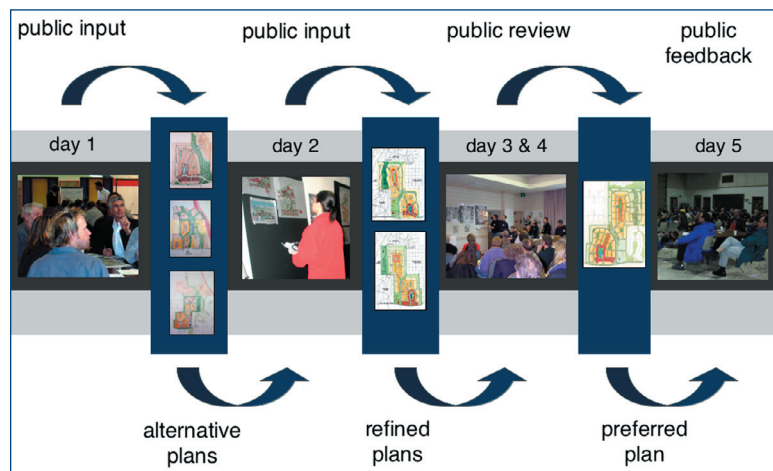 public input
public input
public review
public
feedback
day 1
day 2
day 3 & 4
day 5
alternative
plans
refined
plans
preferred
plan